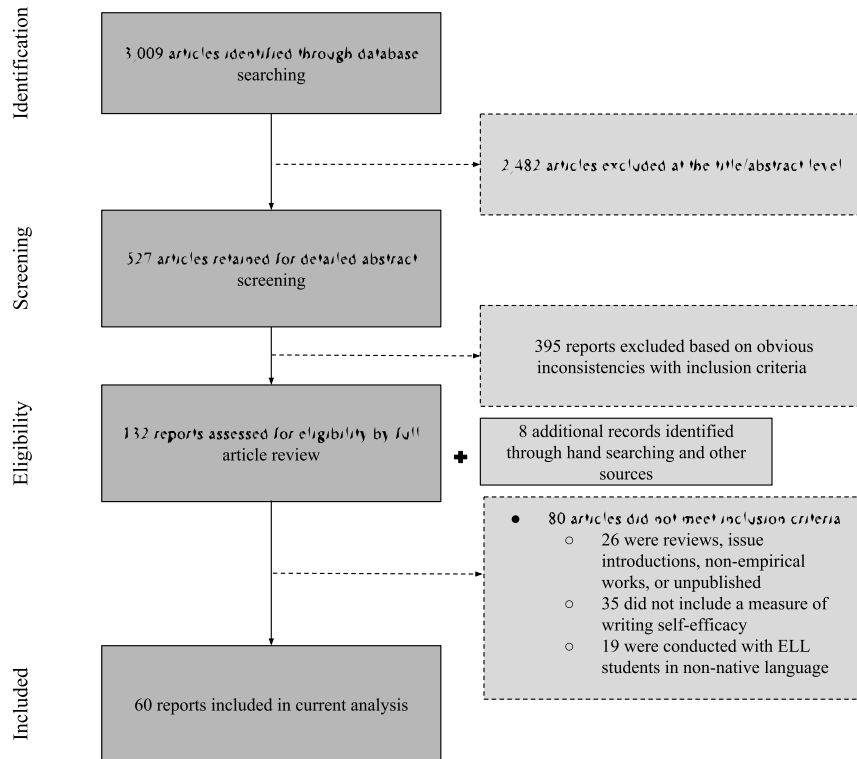 Identification
3,009 articles identified through database
searching
2,482 articles excluded at the title/abstract level
Screening
527 articles retained for detailed abstract
screening
395 reports excluded based on obvious
inconsistencies with inclusion criteria
Eligibility
132 reports assessed for eligibility by full
article review
8 additional records identified
through hand searching and other
sources
● 80 articles did not meet inclusion criteria
○ 26 were reviews, issue
introductions, non-empirical
works, or unpublished
○ 35 did not include a measure of
writing self-efficacy
○ 19 were conducted with ELL
students in non-native language
Included
60 reports included in current analysis